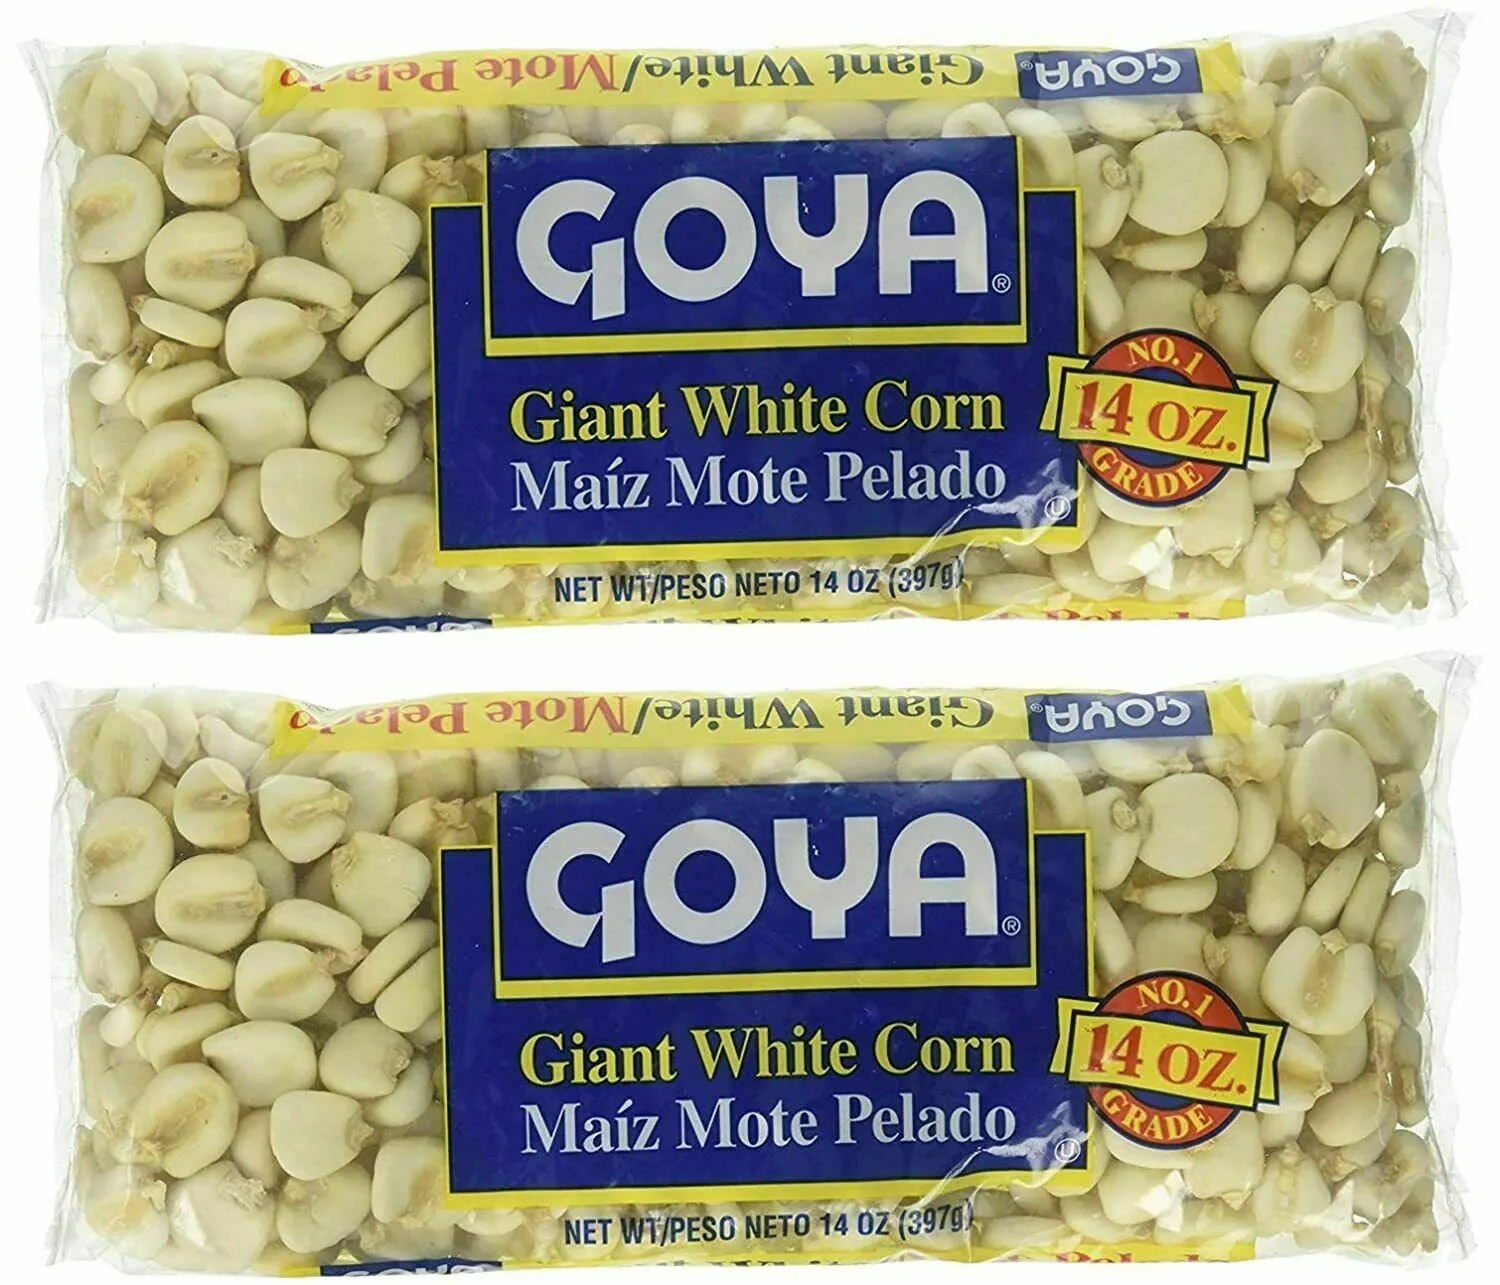 Giant White/Mote Pelado GOYA®
GOYA®
Giant White Corn
Maíz Mote Pelado
U
NO. 1
14 OZ.
GRADE
NET WT/PESO NETO 14 OZ (397g)
GOYA
Giant White/Mote Pelado GOYA®
GOYA®
Giant White Corn
Maíz Mote Pelado
U
NO. 1
14 OZ.
GRADE
NET WT/PESO NETO 14 OZ (397g)
GOYA